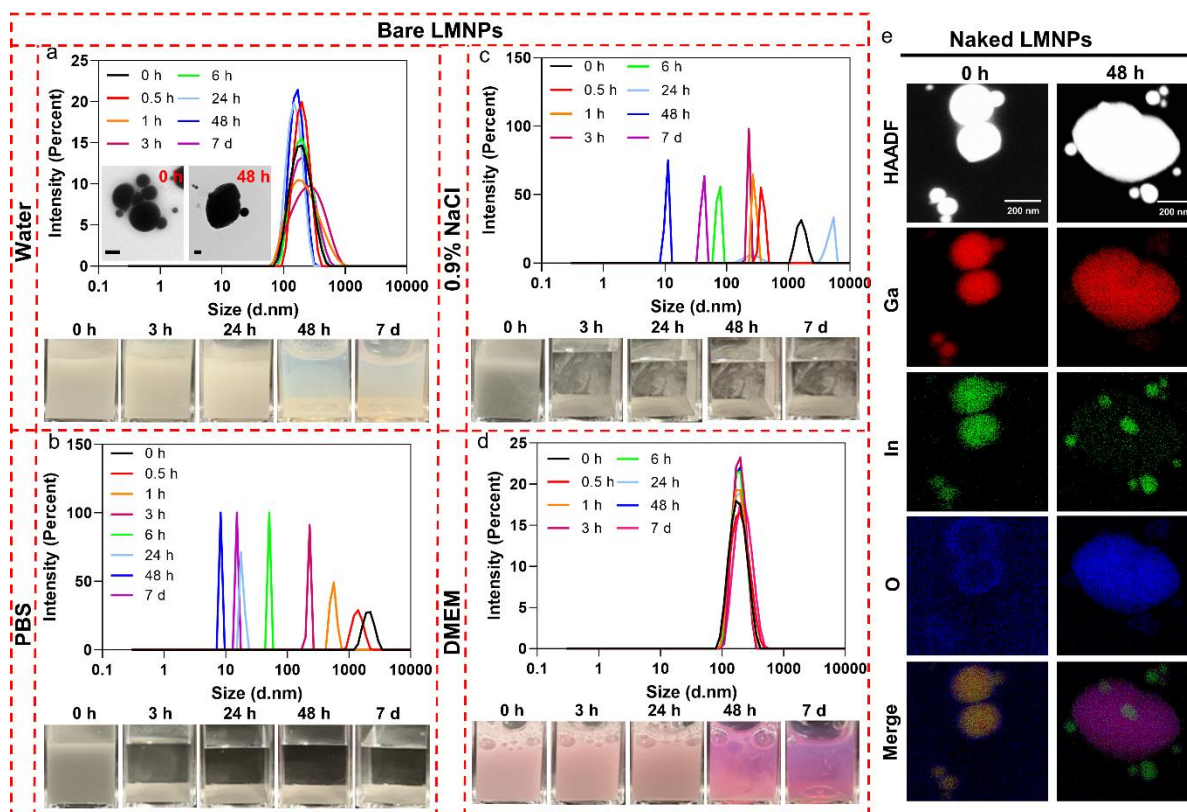 Bare LMNPs
Water
a
25
20
15
10
5
0
Intensity (Percent)
0 h
0.5 h
1 h
3 h
6 h
24 h
48 h
7 d
0 h
48 h
0.1 1 10 100 1000 10000
Size (d.nm)
0 h 3 h 24 h 48 h 7 d
0.9% NaCl
c
150
100
50
0
Intensity (Percent)
0 h
0.5 h
1 h
3 h
6 h
24 h
48 h
7 d
0.1 1 10 100 1000 10000
Size (d.nm)
0 h 3 h 24 h 48 h 7 d
PBS
b
150
100
50
0
Intensity (Percent)
0 h
0.5 h
1 h
3 h
6 h
24 h
48 h
7 d
0.1 1 10 100 1000 10000
Size (d.nm)
0 h 3 h 24 h 48 h 7 d
DMEM
d
25
20
15
10
5
0
Intensity (Percent)
0 h
0.5 h
1 h
3 h
6 h
24 h
48 h
7 d
0.1 1 10 100 1000 10000
Size (d.nm)
0 h 3 h 24 h 48 h 7 d
e
Naked LMNPs
0 h 48 h
HAADF
200 nm
200 nm
Ga
In
O
Merge